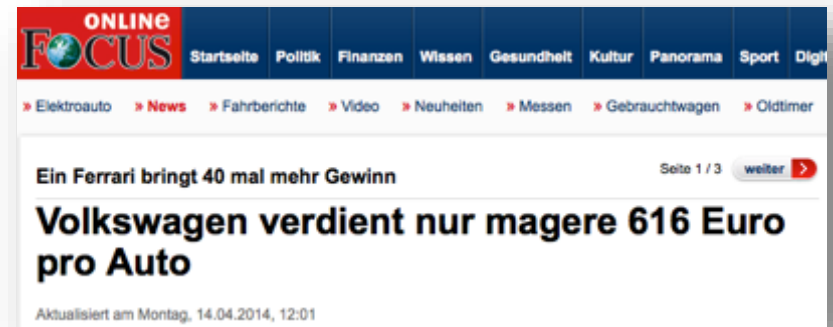 ONLINE
FOCUS
Startseite Politik Finanzen Wissen Gesundheit Kultur Panorama Sport Digit
» Elektroauto » News » Fahrberichte » Video » Neuheiten » Messen » Gebrauchtwagen » Oldtimer
Ein Ferrari bringt 40 mal mehr Gewinn Seite 1 / 3 weiter
Volkswagen verdient nur magere 616 Euro
pro Auto
Aktualisiert am Montag, 14.04.2014, 12:01